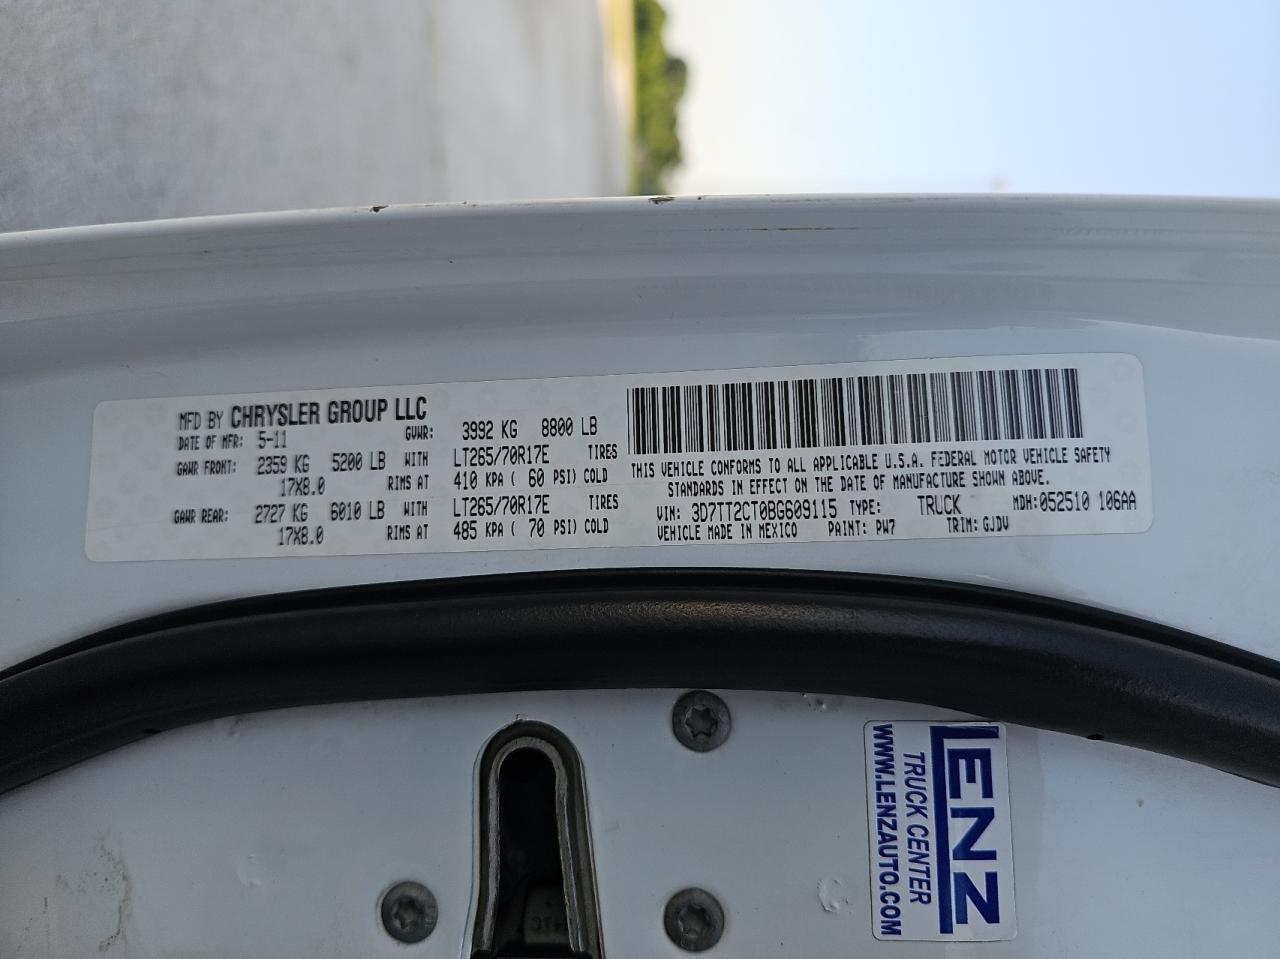 MFD BY CHRYSLER GROUP LLC
DATE OF MFR: 5-11 GVWR: 3992 KG 8800 LB
GAWR FRONT: 2359 KG 5200 LB WITH LT265/70R17E TIRES
17X8.0 RIMS AT 410 KPA ( 60 PSI) COLD
GAWR REAR: 2727 KG 6010 LB WITH LT265/70R17E TIRES
17X8.0 RIMS AT 485 KPA ( 70 PSI) COLD
THIS VEHICLE CONFORMS TO ALL APPLICABLE U.S.A. FEDERAL MOTOR VEHICLE SAFETY
STANDARDS IN EFFECT ON THE DATE OF MANUFACTURE SHOWN ABOVE.
VIN: 3D7TT2CT0BG609115 TYPE: TRUCK MDH:052510 106AA
VEHICLE MADE IN MEXICO PAINT: PW7 TRIM: GJDV
LENZ
TRUCK CENTER
WWW.LENZAUTO.COM